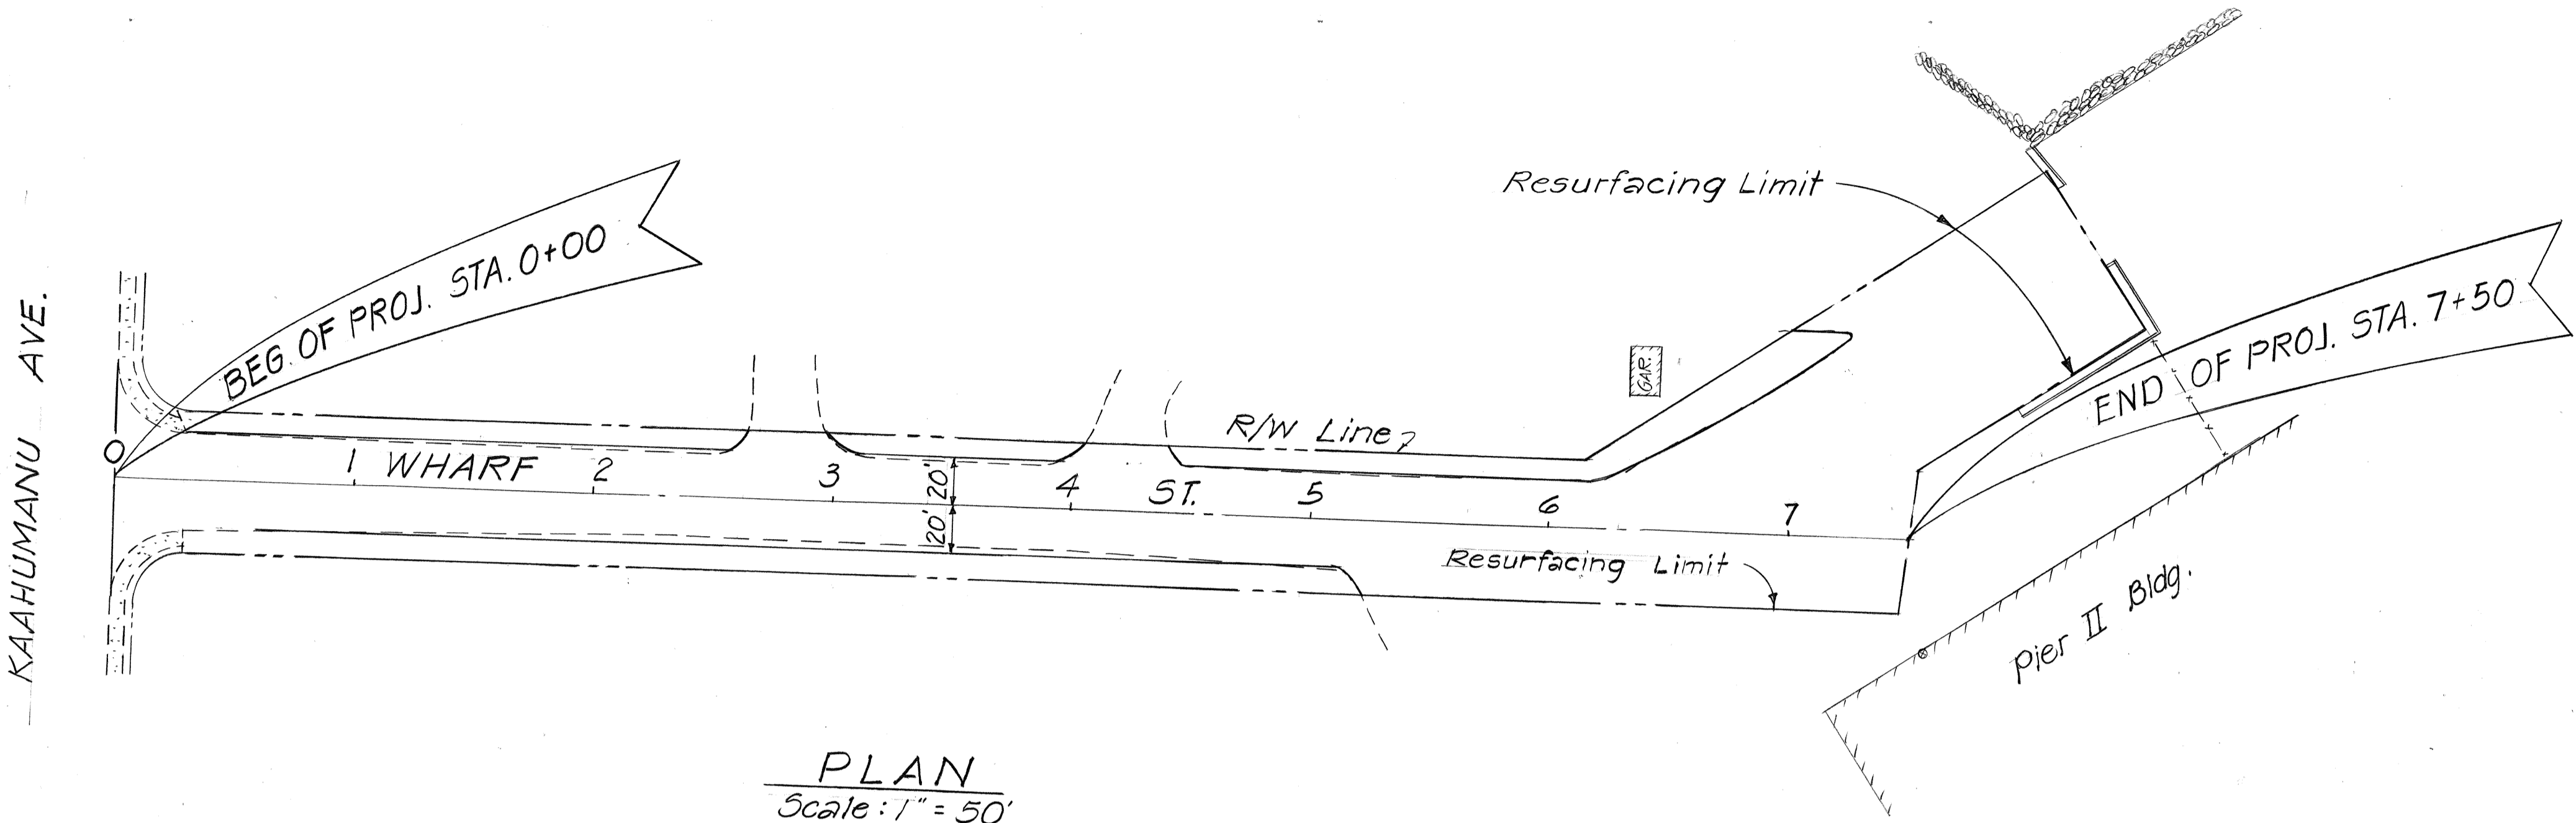 KAAHUMANU AVE.
BEG. OF PROJ. STA. 0+00
Resurfacing Limit
END OF PROJ. STA. 7+50
GAR.
R/W Line
0
1 WHARF 2 3 4 ST. 5 6 7
20'
20'
Resurfacing Limit
Pier II Bldg.
PLAN
Scale: 1" = 50'